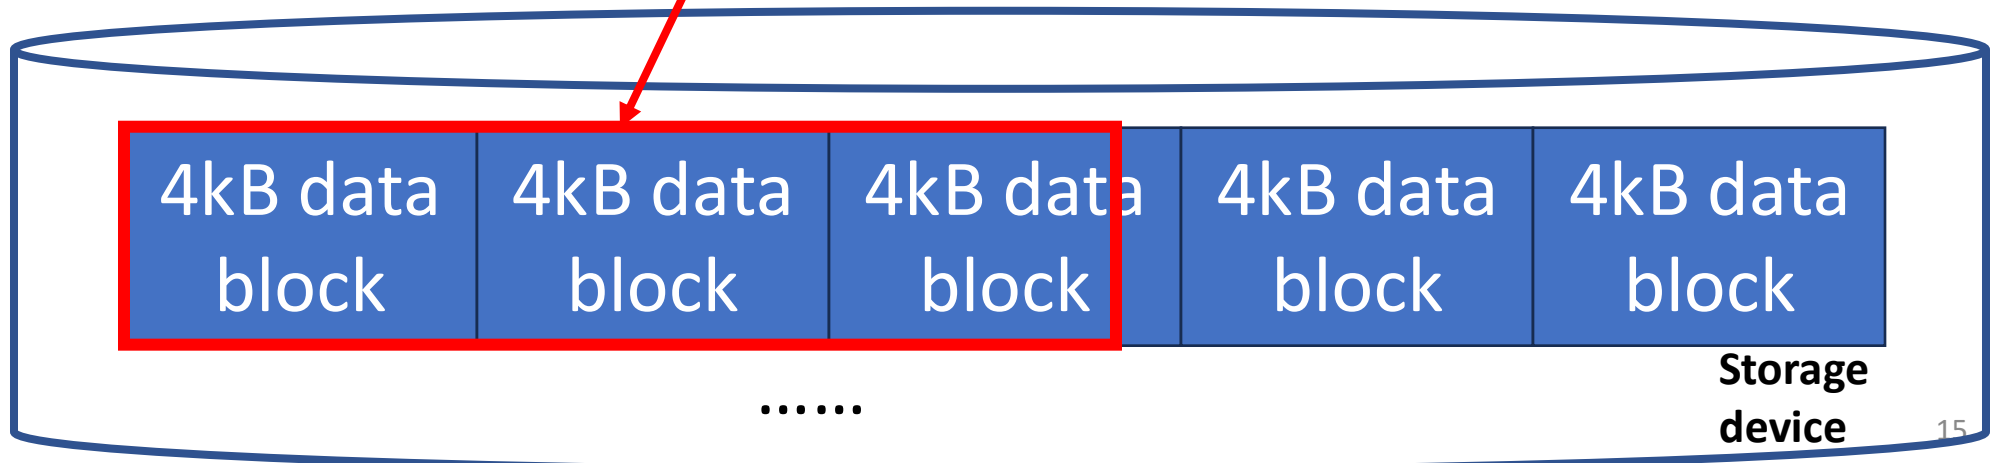 4kB data 4kB data 4kB data 4kB data 4kB data
block block block block block
Storage
......
device
15